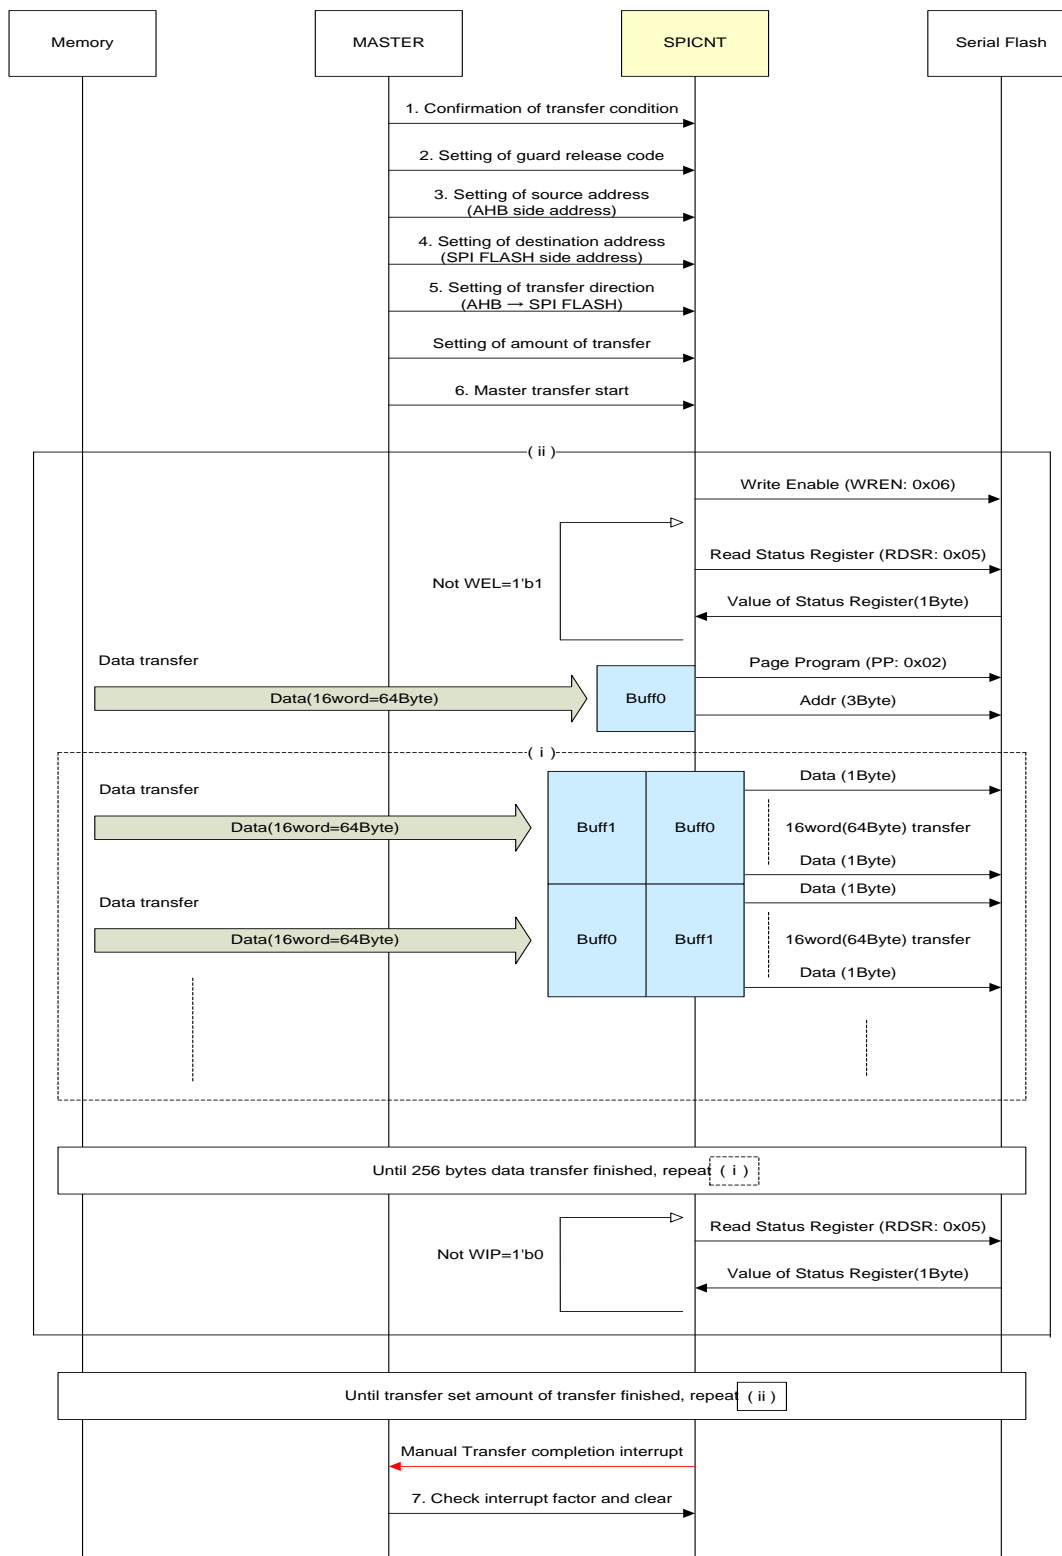 Memory
MASTER
SPICNT
Serial Flash
1. Confirmation of transfer condition
2. Setting of guard release code
3. Setting of source address
(AHB side address)
4. Setting of destination address
(SPI FLASH side address)
5. Setting of transfer direction
(AHB → SPI FLASH)
Setting of amount of transfer
6. Master transfer start
( ii )
Write Enable (WREN: 0x06)
Read Status Register (RDSR: 0x05)
Not WEL=1'b1
Value of Status Register(1Byte)
Data transfer
Page Program (PP: 0x02)
Data(16word=64Byte)
Buff0
Addr (3Byte)
( i )
Data transfer
Data (1Byte)
Data(16word=64Byte)
Buff1
Buff0
16word(64Byte) transfer
Data (1Byte)
Data transfer
Data (1Byte)
Data(16word=64Byte)
Buff0
Buff1
16word(64Byte) transfer
Data (1Byte)
Until 256 bytes data transfer finished, repeat ( i )
Read Status Register (RDSR: 0x05)
Not WIP=1'b0
Value of Status Register(1Byte)
Until transfer set amount of transfer finished, repeat ( ii )
Manual Transfer completion interrupt
7. Check interrupt factor and clear